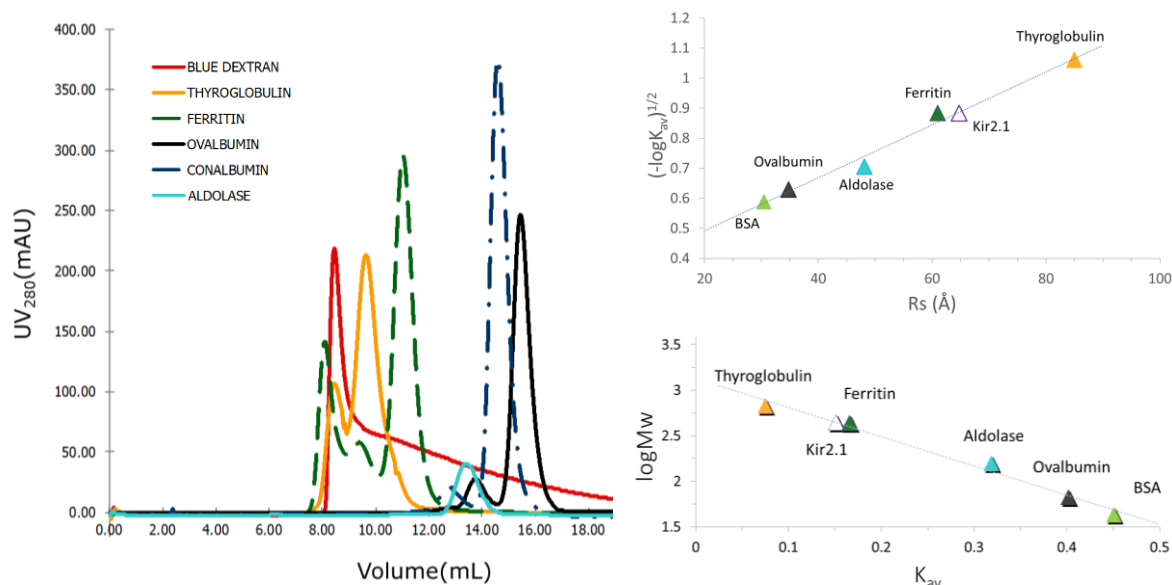 400.00
350.00
300.00
250.00
200.00
150.00
100.00
50.00
0.00
UV280(mAU)
BLUE DEXTRAN
THYROGLOBULIN
FERRITIN
OVALBUMIN
CONALBUMIN
ALDOLASE
0.00 2.00 4.00 6.00 8.00 10.00 12.00 14.00 16.00 18.00
Volume(mL)
1.2
1.1
1
0.9
0.8
0.7
0.6
0.5
0.4
(-logKav)1/2
Thyroglobulin
Ferritin
Kir2.1
Ovalbumin
Aldolase
BSA
20 40 60 80 100
Rs (Å)
3.5
3
2.5
2
1.5
logMw
Thyroglobulin
Ferritin
Kir2.1
Aldolase
Ovalbumin
BSA
0 0.1 0.2 0.3 0.4 0.5
Kav